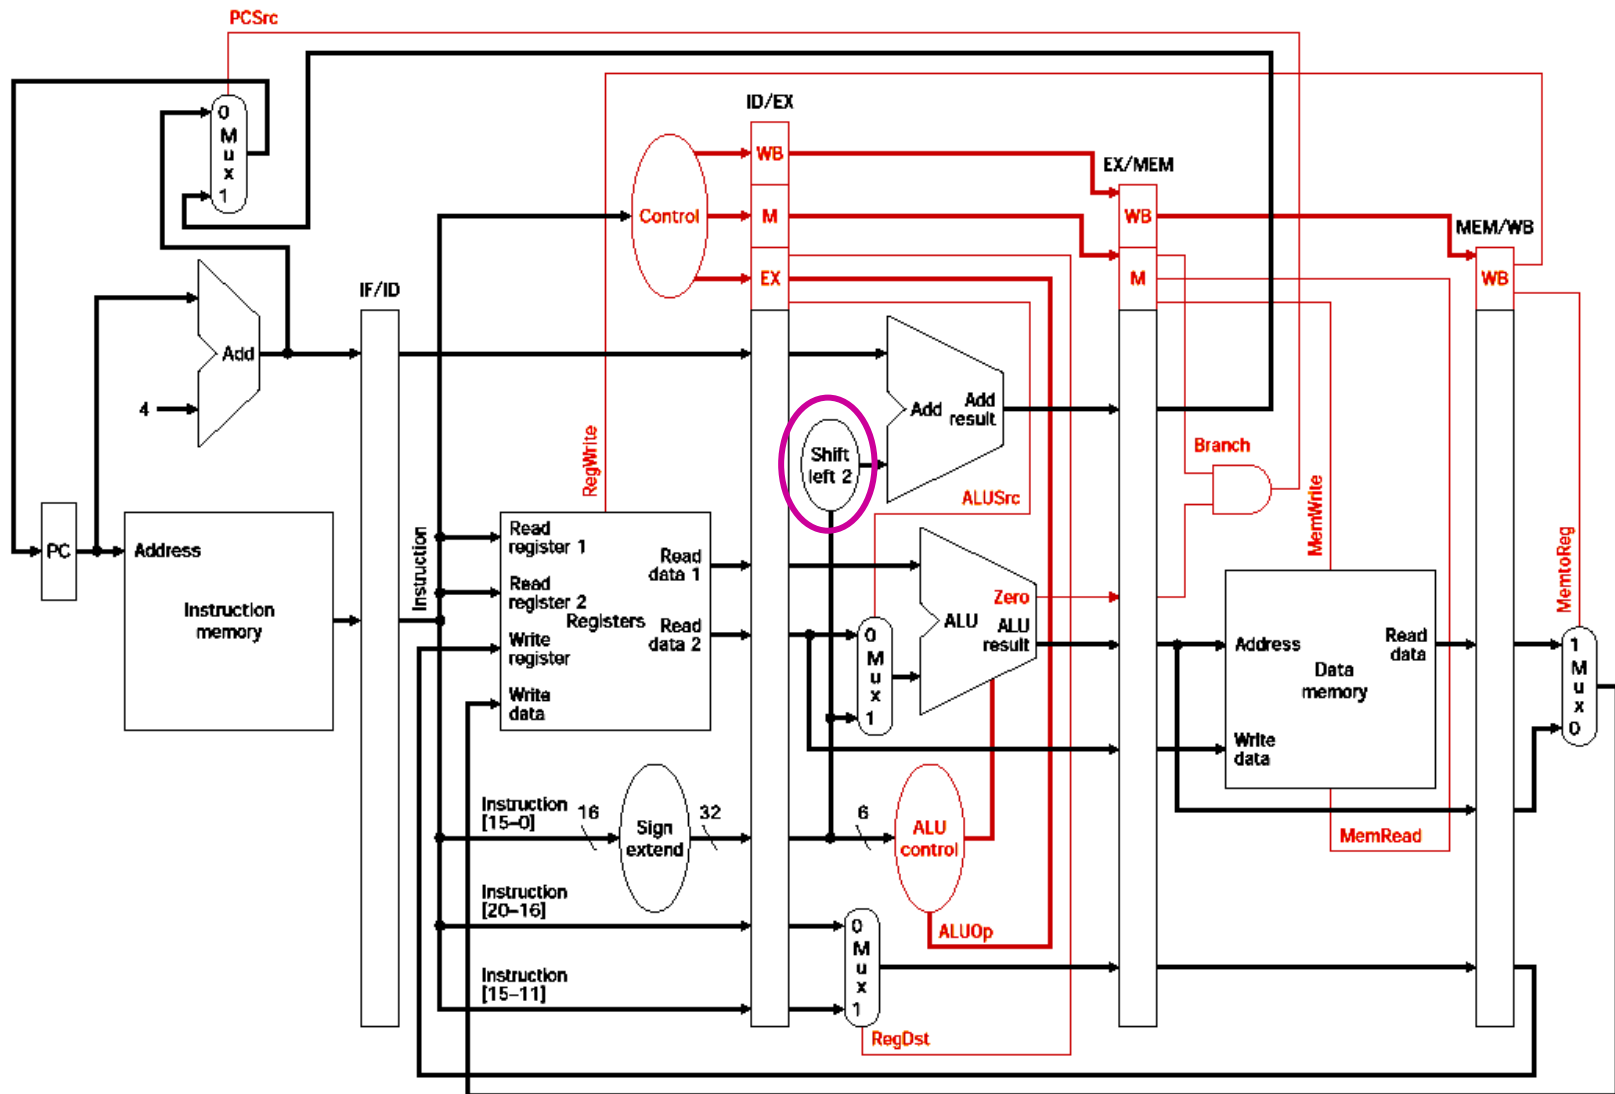 PCSrc
0
M
u
x
1
ID/EX
WB
M
EX
Control
EX/MEM
WB
M
MEM/WB
WB
IF/ID
Add
4
Add
Add
result
Shift
left 2
RegWrite
ALUSrc
Branch
MemWrite
MemtoReg
PC
Address
Instruction
memory
Instruction
Read
register 1
Read
register 2
Write
register
Write
data
Registers
Read
data 1
Read
data 2
0
M
u
x
1
Zero
ALU
ALU
result
Address
Write
data
Data
memory
Read
data
1
M
u
x
0
MemRead
Instruction
[15–0]
16
Sign
extend
32
6
ALU
control
Instruction
[20–16]
Instruction
[15–11]
0
M
u
x
1
ALUOp
RegDst